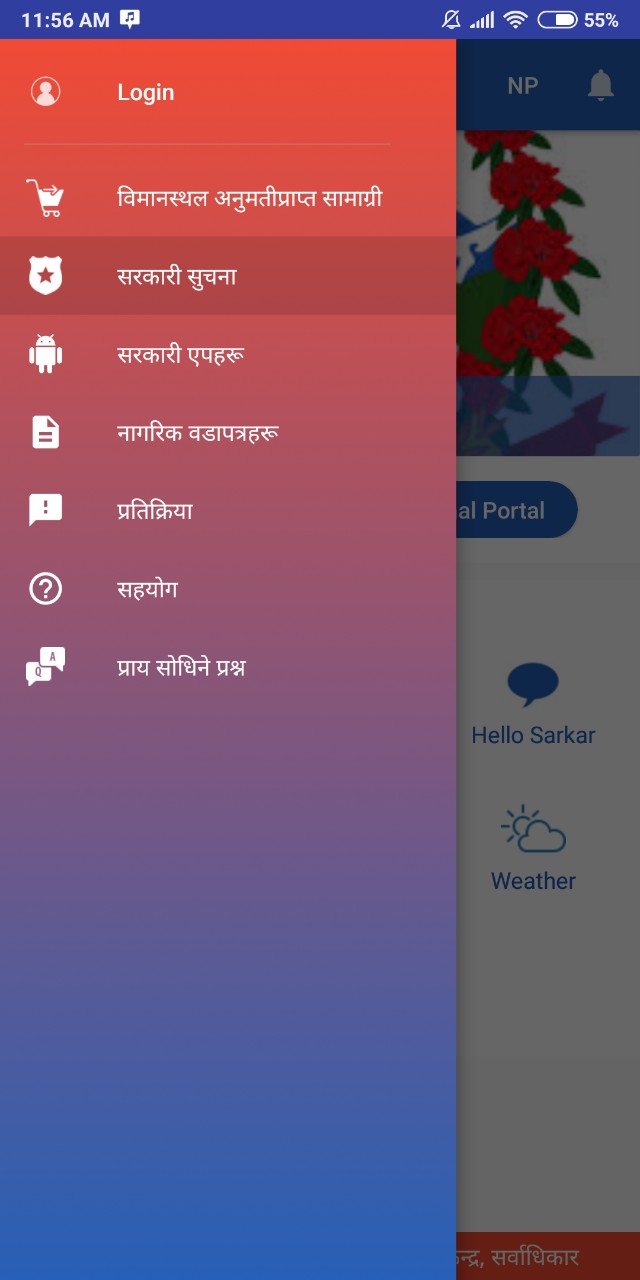 11:56 AM
55%
Login
NP
विमानस्थल अनुमतीप्राप्त सामाग्री
सरकारी सुचना
सरकारी एपहरू
नागरिक वडापत्रहरू
प्रतिक्रिया
al Portal
सहयोग
A
Q
प्राय सोधिने प्रश्न
Hello Sarkar
Weather
सर्वाधिकार